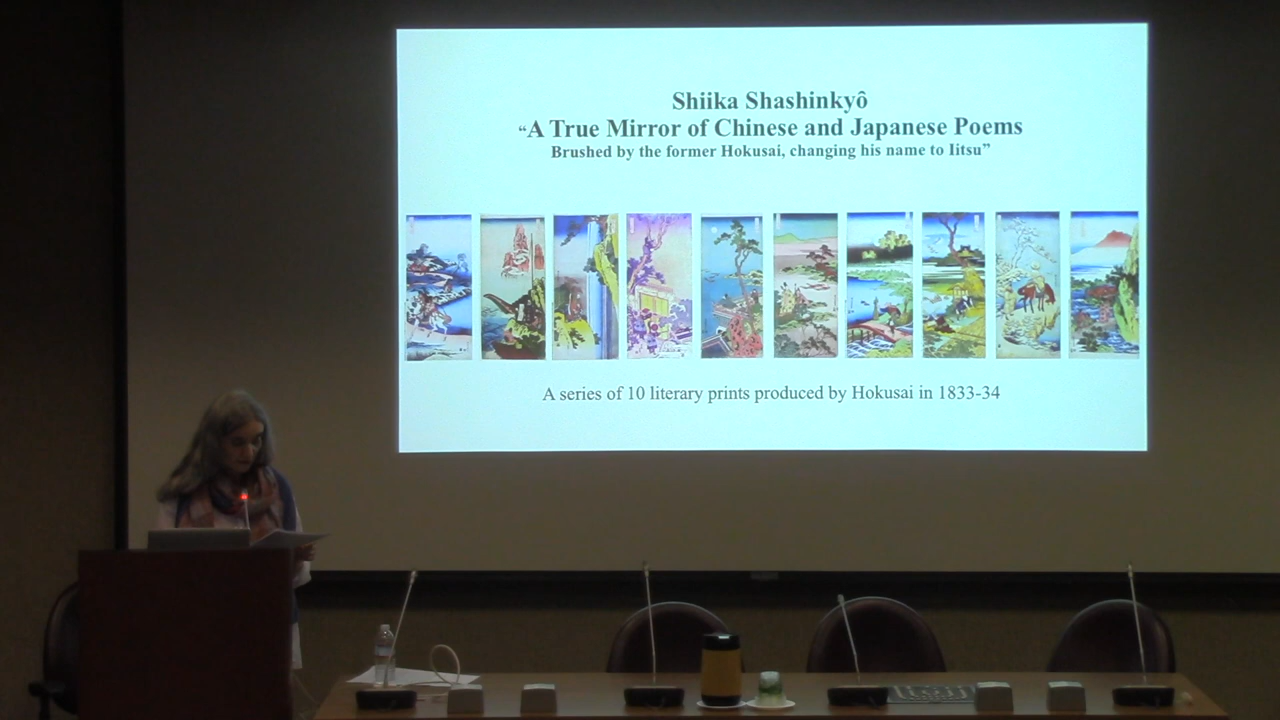 Shiika Shashinkyô
“A True Mirror of Chinese and Japanese Poems
Brushed by the former Hokusai, changing his name to Iitsu”
A series of 10 literary prints produced by Hokusai in 1833-34